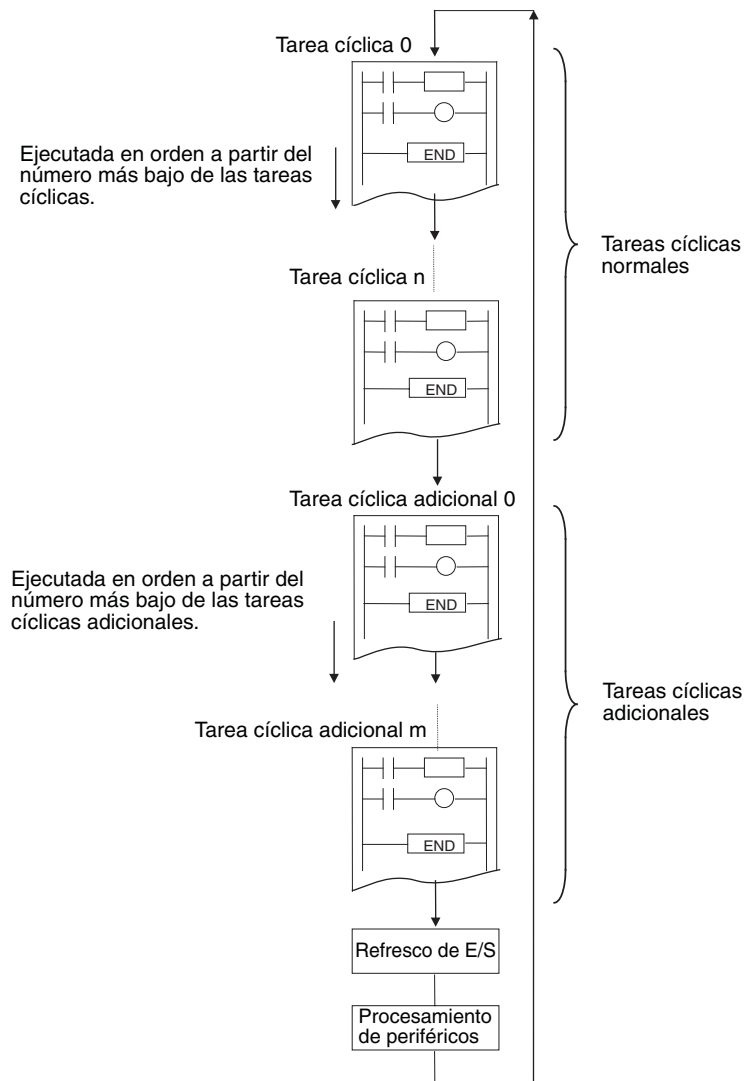 Tarea cíclica 0
END
Ejecutada en orden a partir del
número más bajo de las tareas
cíclicas.
Tareas cíclicas
normales
Tarea cíclica n
END
Tarea cíclica adicional 0
END
Ejecutada en orden a partir del
número más bajo de las tareas
cíclicas adicionales.
Tareas cíclicas
adicionales
Tarea cíclica adicional m
END
Refresco de E/S
Procesamiento
de periféricos